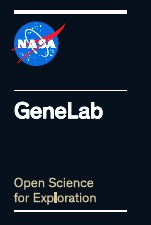 NASA
GeneLab
Open Science
for Exploration